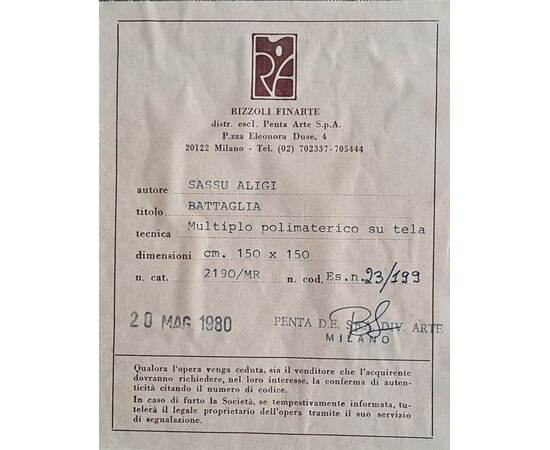 RIZZOLI FINARTE
distr. escl. Penta Arte S.p.A.
P.zza Eleonora Duse, 4
20122 Milano - Tel. (02) 702337-705444
autore SASSU ALIGI
titolo BATTAGLIA
tecnica Multiplo polimaterico su tela
dimensioni cm. 150 x 150
n. cat. 2190/MR n. cod. Es.n. 23/199
20 MAG. 1980
PENTA D.E. S.p.A. DIV. ARTE
MILANO
Qualora l'opera venga ceduta, sia il venditore che l'acquirente
dovranno richiedere, nel loro interesse, la conferma di auten-
ticità citando il numero di codice.
In caso di furto la Società, se tempestivamente informata, tu-
telerà il legale proprietario dell'opera tramite il suo servizio
di segnalazione.